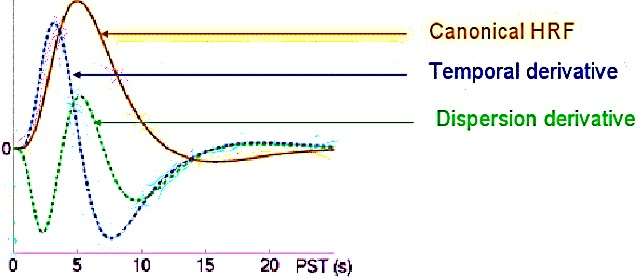 Canonical HRF
Temporal derivative
Dispersion derivative
0
0 5 10 15 20 PST (s)